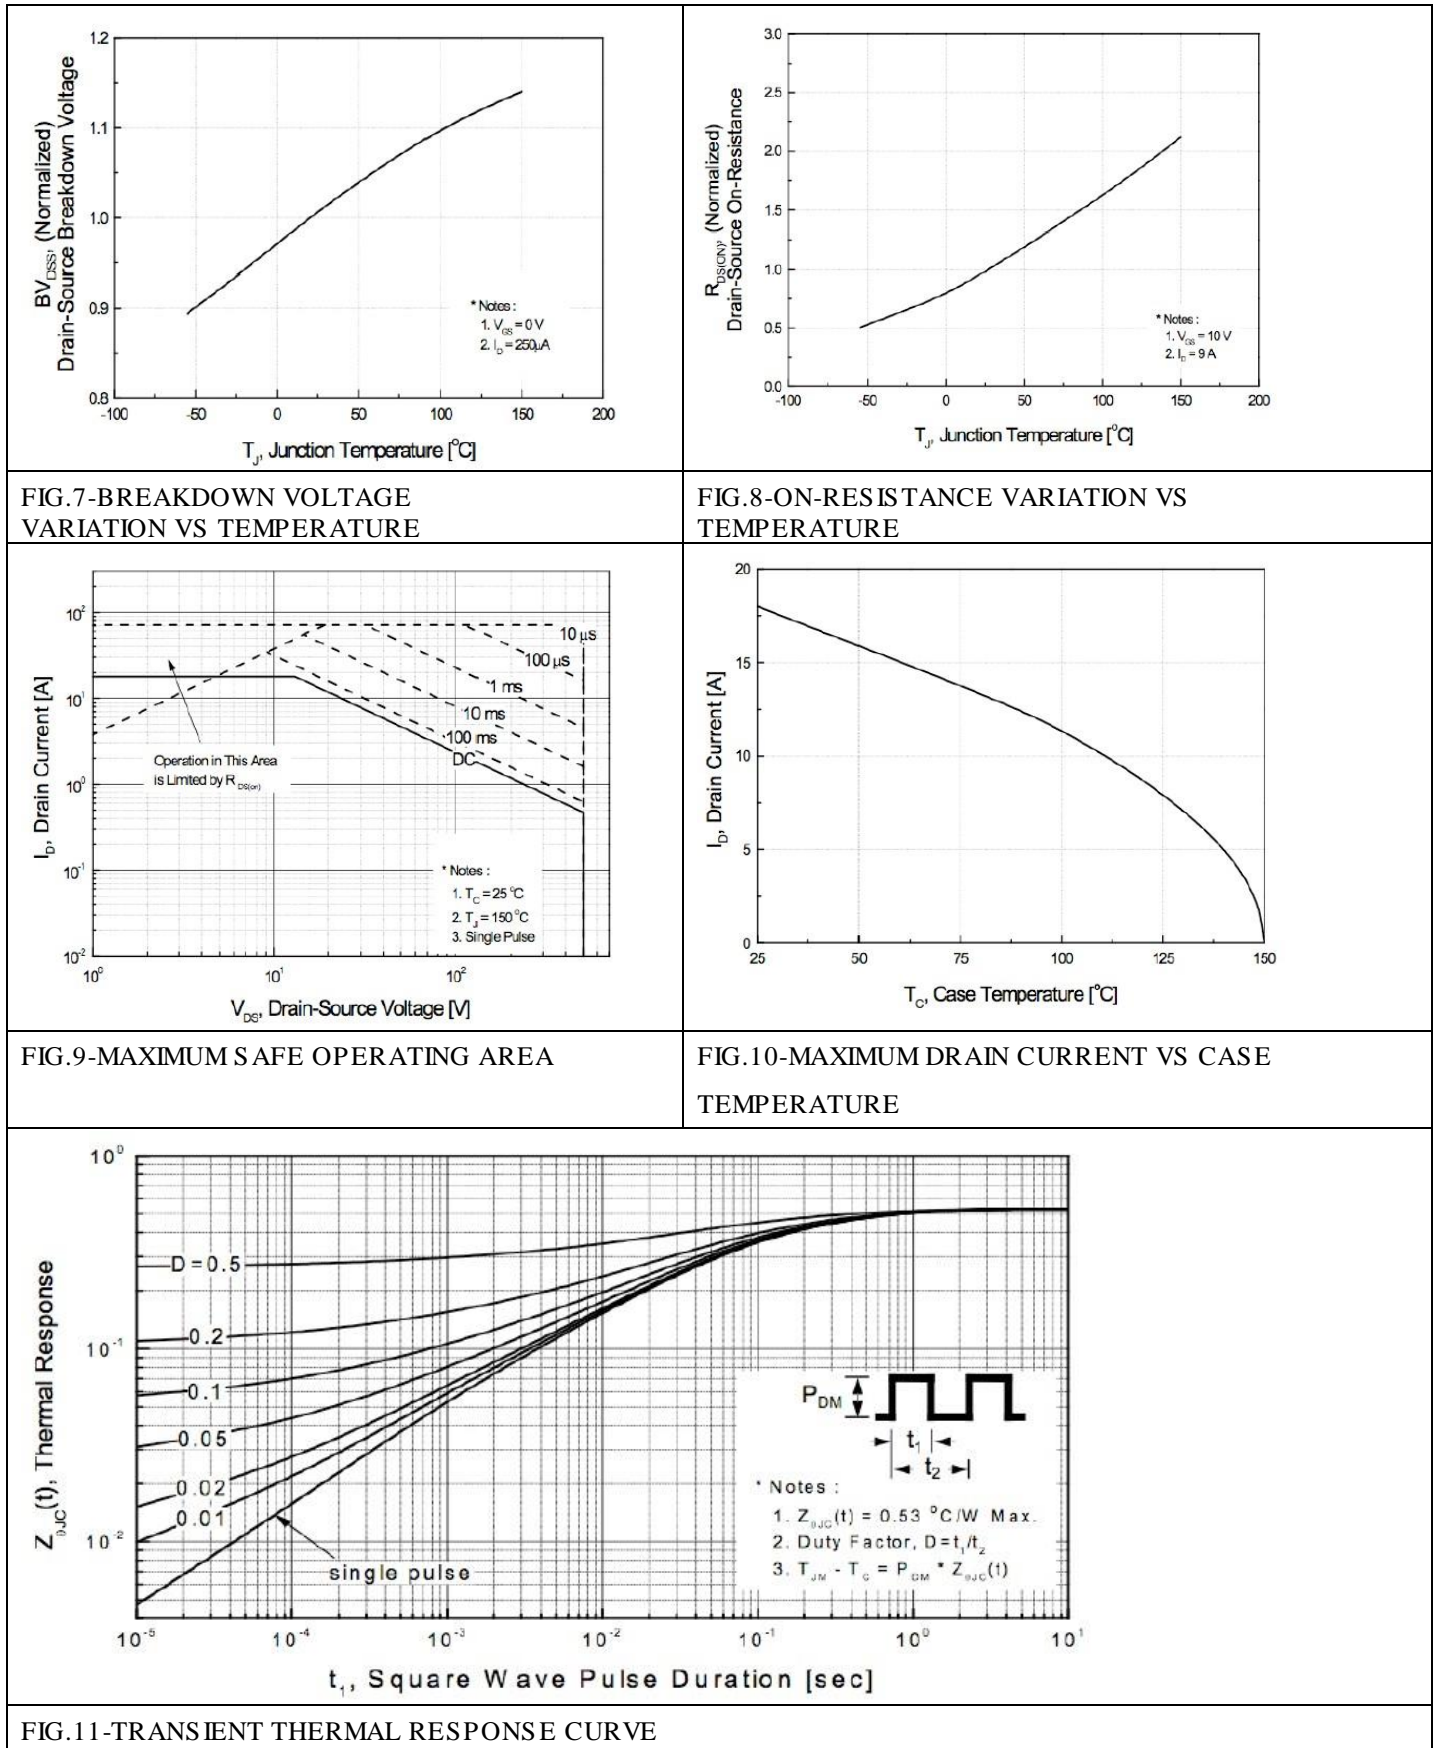 1.2
1.1
1.0
0.9
0.8
-100 -50 0 50 100 150 200
BV_DSS, (Normalized)
Drain-Source Breakdown Voltage
* Notes :
1. V_GS = 0 V
2. I_D = 250μA
T_J, Junction Temperature [°C]
3.0
2.5
2.0
1.5
1.0
0.5
0.0
-100 -50 0 50 100 150 200
R_DS(ON), (Normalized)
Drain-Source On-Resistance
* Notes :
1. V_GS = 10 V
2. I_D = 9 A
T_J, Junction Temperature [°C]
FIG.7-BREAKDOWN VOLTAGE
VARIATION VS TEMPERATURE
FIG.8-ON-RESISTANCE VARIATION VS
TEMPERATURE
10²
10¹
10⁰
10⁻¹
10⁻²
10⁰ 10¹ 10²
I_D, Drain Current [A]
10 μs
100 μs
1 ms
10 ms
100 ms
DC
Operation in This Area
is Limited by R_DS(on)
* Notes :
1. T_C = 25 °C
2. T_J = 150 °C
3. Single Pulse
V_DS, Drain-Source Voltage [V]
20
15
10
5
0
25 50 75 100 125 150
I_D, Drain Current [A]
T_C, Case Temperature [°C]
FIG.9-MAXIMUM SAFE OPERATING AREA
FIG.10-MAXIMUM DRAIN CURRENT VS CASE
TEMPERATURE
10⁰
10⁻¹
10⁻²
Z_θJC(t), Thermal Response
D = 0.5
0.2
0.1
0.05
0.02
0.01
single pulse
P_DM
t₁
t₂
* Notes :
1. Z_θJC(t) = 0.53 °C/W Max.
2. Duty Factor, D=t₁/t₂
3. T_JM - T_C = P_DM * Z_θJC(t)
10⁻⁵ 10⁻⁴ 10⁻³ 10⁻² 10⁻¹ 10⁰ 10¹
t₁, Square Wave Pulse Duration [sec]
FIG.11-TRANSIENT THERMAL RESPONSE CURVE